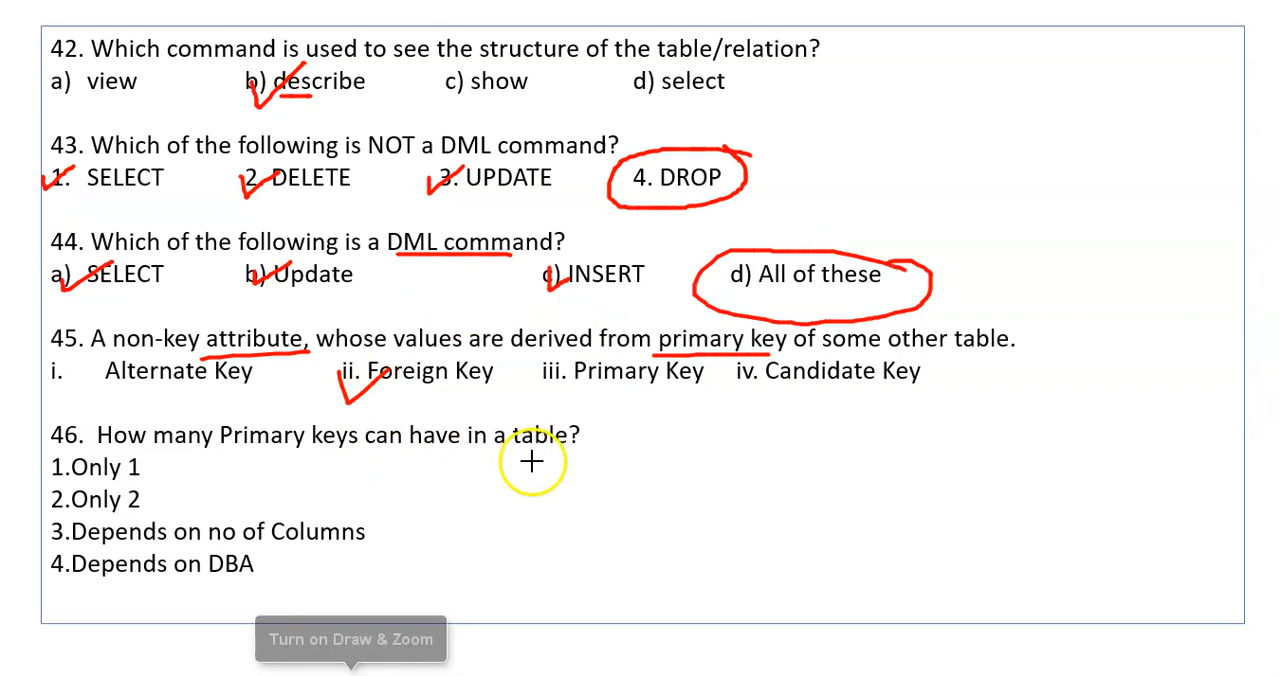 42. Which command is used to see the structure of the table/relation?
a) view b) describe c) show d) select
43. Which of the following is NOT a DML command?
1. SELECT 2. DELETE 3. UPDATE 4. DROP
44. Which of the following is a DML command?
a) SELECT b) Update c) INSERT d) All of these
45. A non-key attribute, whose values are derived from primary key of some other table.
i. Alternate Key ii. Foreign Key iii. Primary Key iv. Candidate Key
46. How many Primary keys can have in a table?
1.Only 1
2.Only 2
3.Depends on no of Columns
4.Depends on DBA
Turn on Draw & Zoom